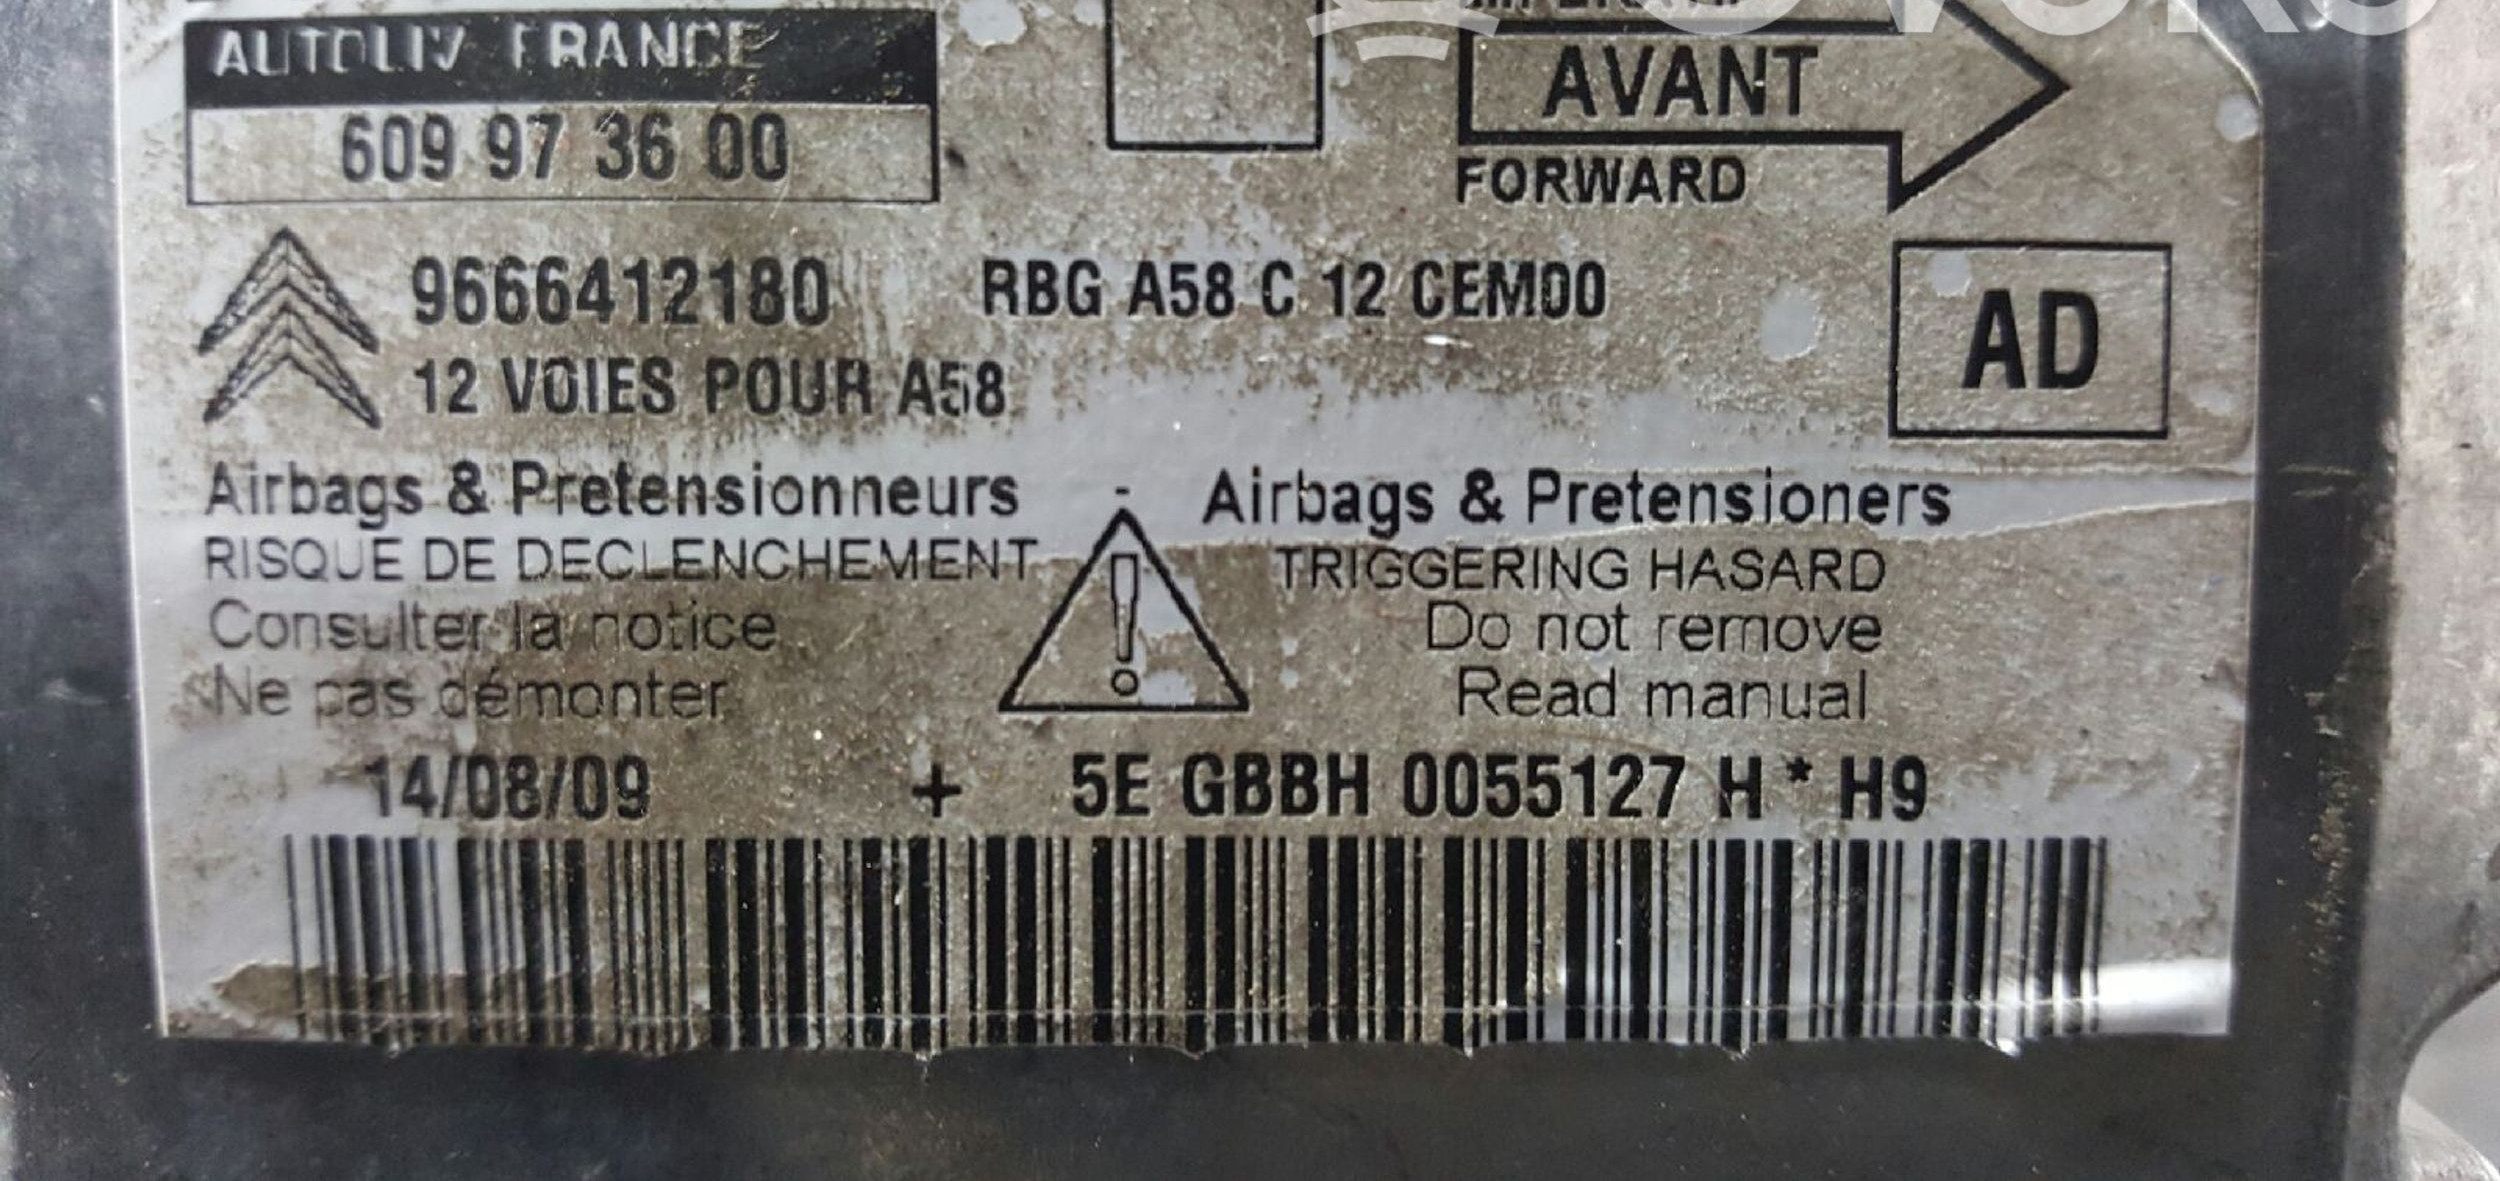 AUTOLIV FRANCE
609 97 36 00
AVANT
FORWARD
9666412180 RBG A58 C 12 CEM00
12 VOIES POUR A58
AD
Airbags & Pretensionneurs - Airbags & Pretensioners
RISQUE DE DECLENCHEMENT
TRIGGERING HASARD
Consulter la notice
Do not remove
Ne pas démonter
Read manual
14/08/09 + 5E GBBH 0055127 H * H9